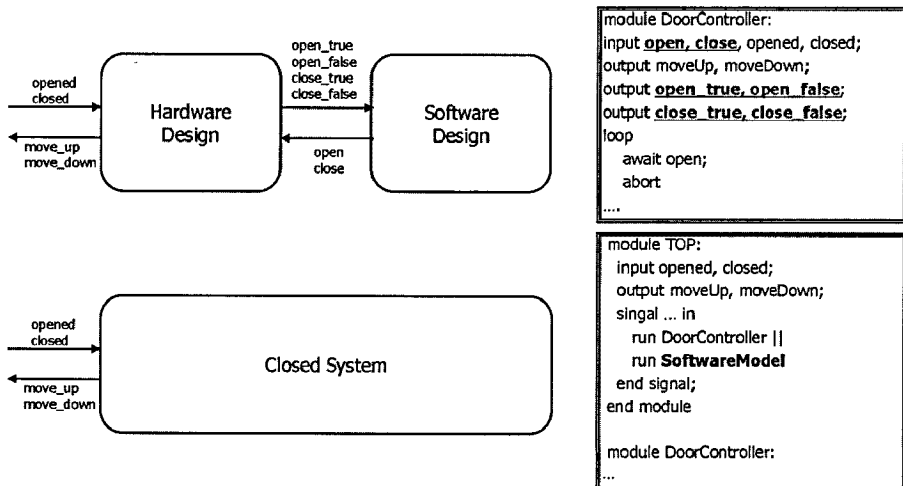 opened
closed
move_up
move_down
Hardware
Design
open_true
open_false
close_true
close_false
open
close
Software
Design
module DoorController:
input open, close, opened, closed;
output moveUp, moveDown;
output open_true, open_false;
output close_true, close_false;
loop
await open;
abort
....
opened
closed
move_up
move_down
Closed System
module TOP:
input opened, closed;
output moveUp, moveDown;
singal ... in
run DoorController ||
run SoftwareModel
end signal;
end module
module DoorController:
...